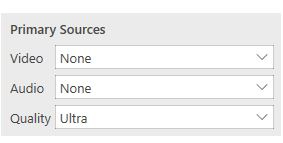 Primary Sources
Video None
Audio None
Quality Ultra